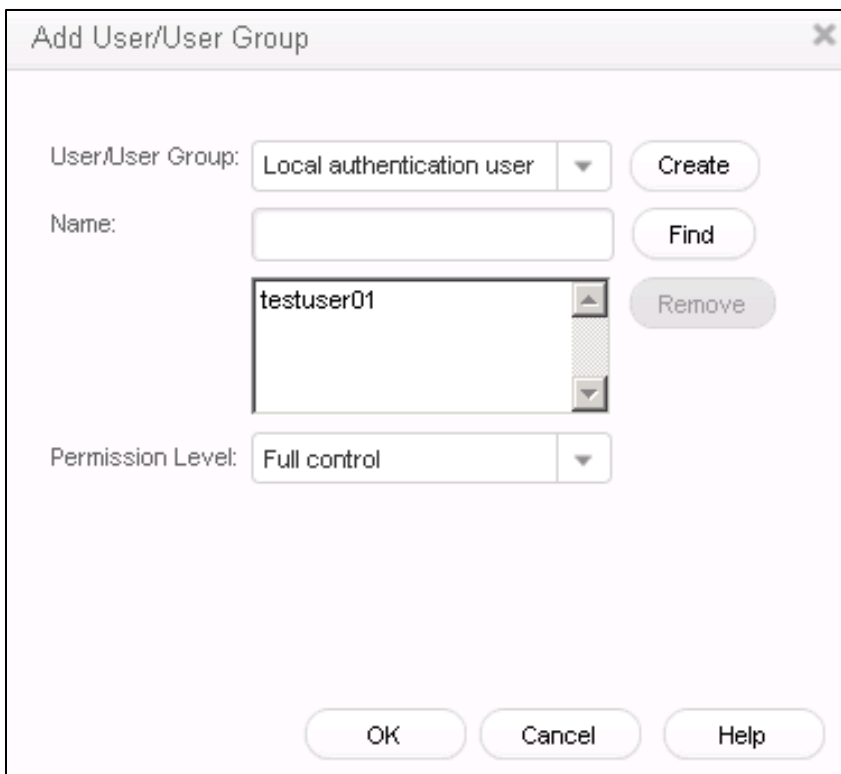 Add User/User Group
User/User Group: Local authentication user Create
Name: Find
testuser01 Remove
Permission Level: Full control
OK Cancel Help